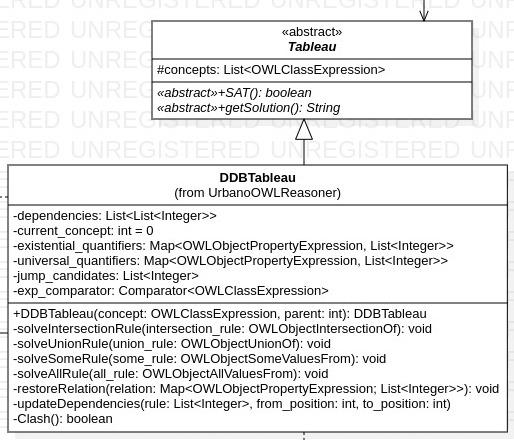 «abstract»
Tableau
#concepts: List<OWLClassExpression>
«abstract»+SAT(): boolean
«abstract»+getSolution(): String
DDBTableau
(from UrbanoOWLReasoner)
-dependencies: List<List<Integer>>
-current_concept: int = 0
-existential_quantifiers: Map<OWLObjectPropertyExpression, List<Integer>>
-universal_quantifiers: Map<OWLObjectPropertyExpression, List<Integer>>
-jump_candidates: List<Integer>
-exp_comparator: Comparator<OWLClassExpression>
+DDBTableau(concept: OWLClassExpression, parent: int): DDBTableau
-solveIntersectionRule(intersection_rule: OWLObjectIntersectionOf): void
-solveUnionRule(union_rule: OWLObjectUnionOf): void
-solveSomeRule(some_rule: OWLObjectSomeValuesFrom): void
-solveAllRule(all_rule: OWLObjectAllValuesFrom): void
-restoreRelation(relation: Map<OWLObjectPropertyExpression; List<Integer>>): void
-updateDependencies(rule: List<Integer>, from_position: int, to_position: int)
-Clash(): boolean
UNREGISTERED UNREGISTERED UNREGISTERED